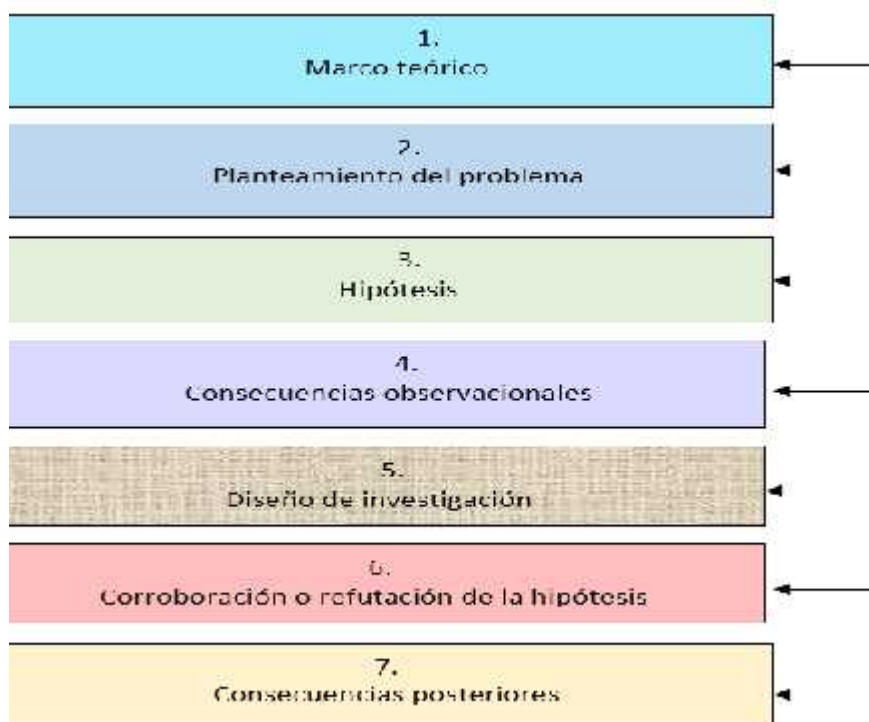 1.
Marco teórico
2.
Planteamiento del problema
3.
Hipótesis
4.
Consecuencias observacionales
5.
Diseño de investigación
6.
Corroboración o refutación de la hipótesis
7.
Consecuencias posteriores